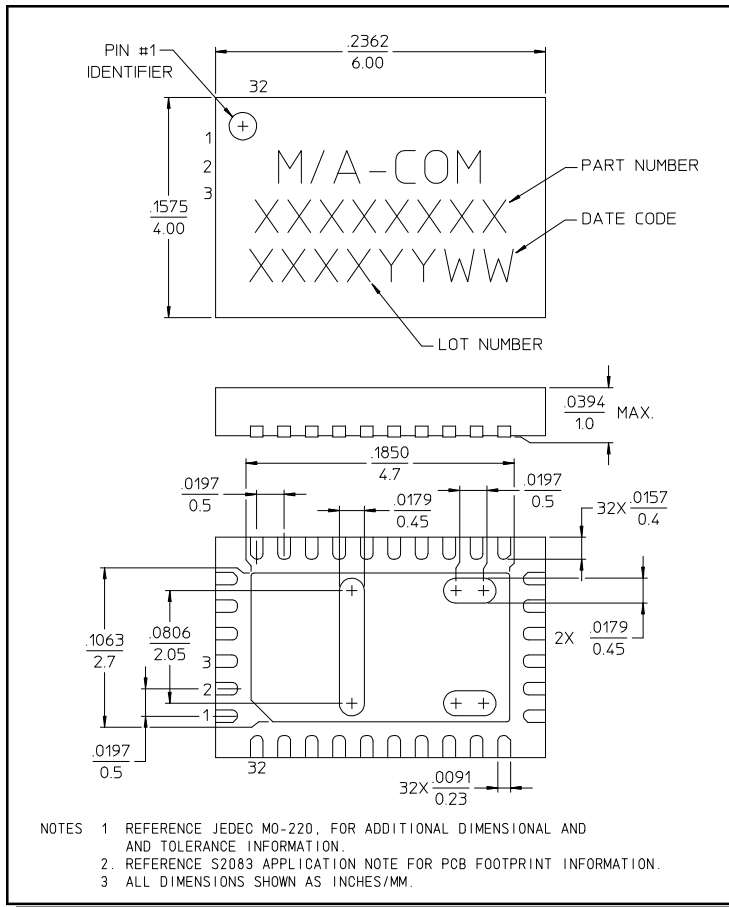 .2362
6.00
PIN #1
IDENTIFIER
32
1
2
3
.1575
4.00
M/A-COM
XXXXXXXX
XXXXYYWW
PART NUMBER
DATE CODE
LOT NUMBER
.0394
1.0
MAX.
.1850
4.7
.0197
0.5
.0179
0.45
.0197
0.5
32X .0157
0.4
.1063
2.7
.0806
2.05
3
2
1
2X .0179
0.45
.0197
0.5
32
32X .0091
0.23
NOTES 1 REFERENCE JEDEC MO-220, FOR ADDITIONAL DIMENSIONAL AND
AND TOLERANCE INFORMATION.
2. REFERENCE S2083 APPLICATION NOTE FOR PCB FOOTPRINT INFORMATION.
3 ALL DIMENSIONS SHOWN AS INCHES/MM.